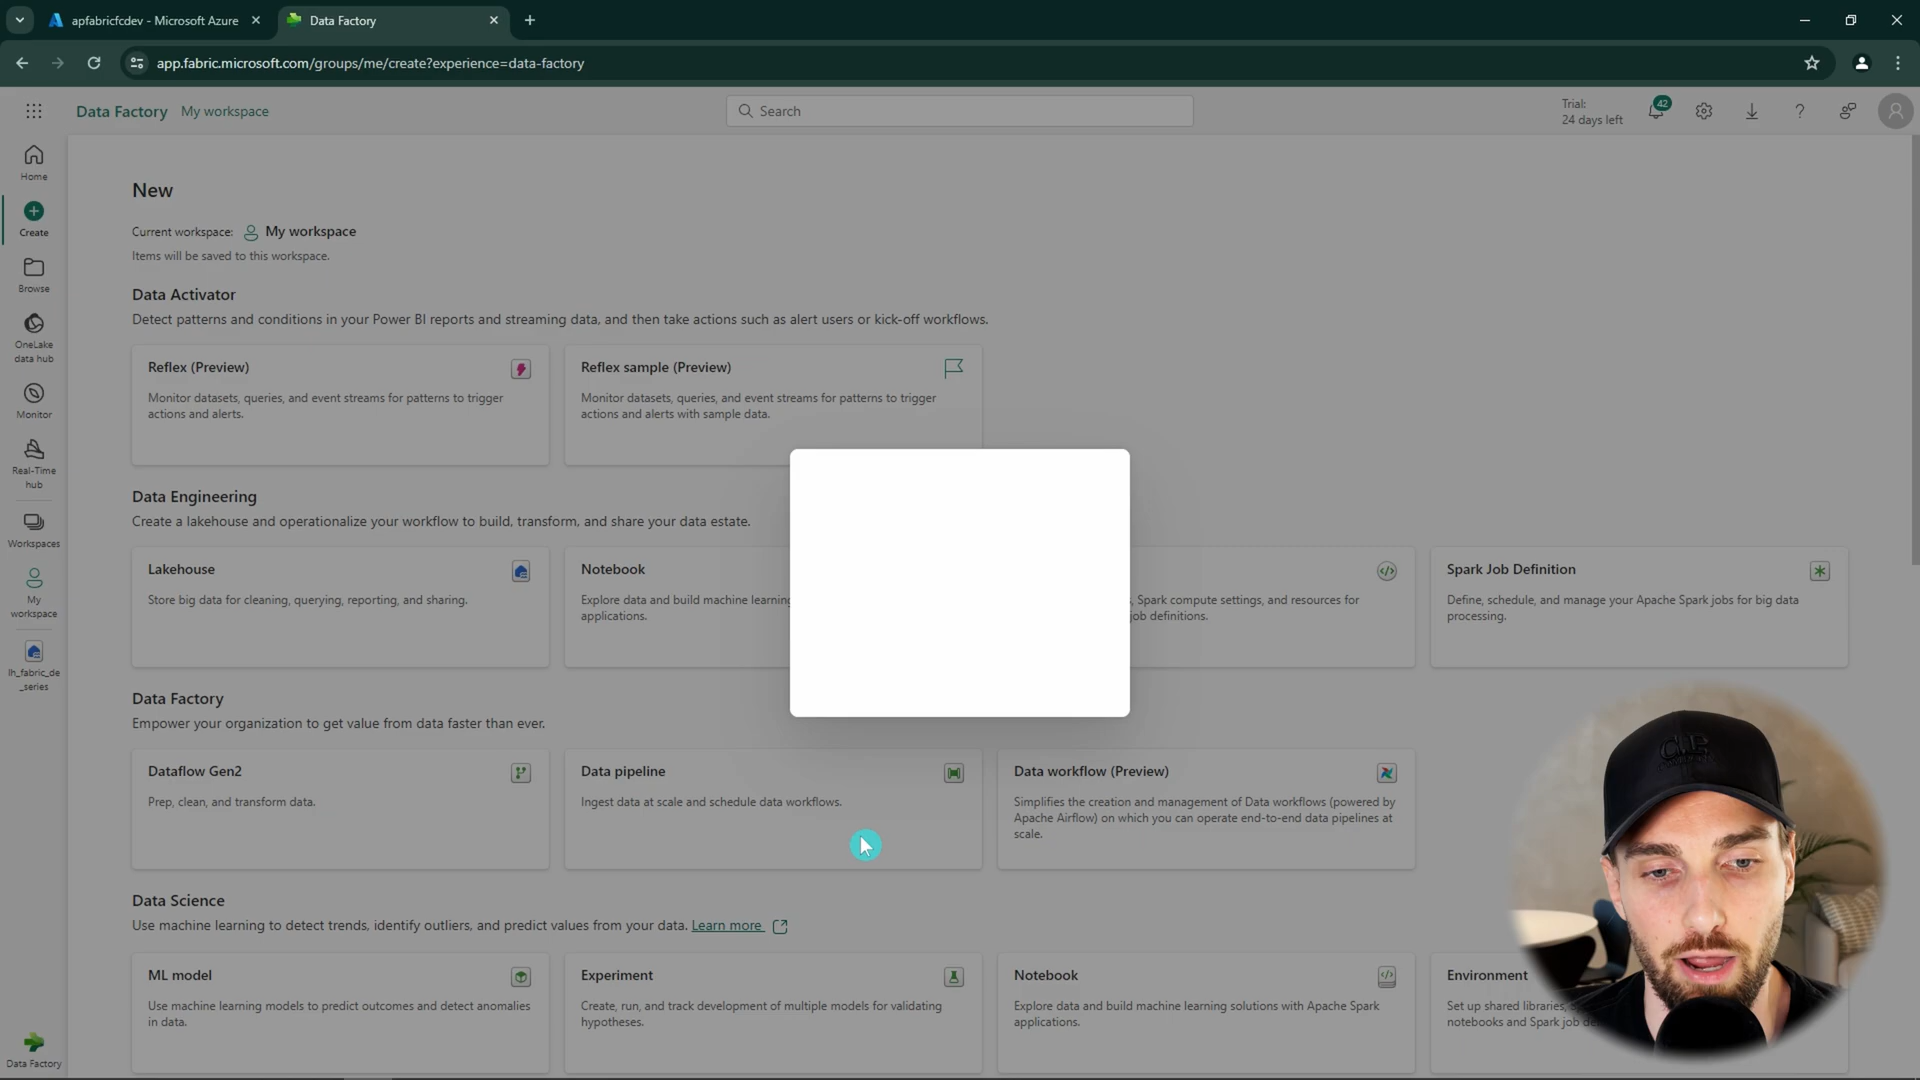 apfabricfcdev - Microsoft Azure
Data Factory
app.fabric.microsoft.com/groups/me/create?experience=data-factory
Data Factory My workspace
Search
Trial:
24 days left
42
Home
Create
Browse
OneLake
data hub
Monitor
Real-Time
hub
Workspaces
My
workspace
lh_fabric_de
_series
Data Factory
New
Current workspace: My workspace
Items will be saved to this workspace.
Data Activator
Detect patterns and conditions in your Power BI reports and streaming data, and then take actions such as alert users or kick-off workflows.
Reflex (Preview)
Monitor datasets, queries, and event streams for patterns to trigger
actions and alerts.
Reflex sample (Preview)
Monitor datasets, queries, and event streams for patterns to trigger
actions and alerts with sample data.
Data Engineering
Create a lakehouse and operationalize your workflow to build, transform, and share your data estate.
Lakehouse
Store big data for cleaning, querying, reporting, and sharing.
Notebook
Explore data and build machine learning
applications.
, Spark compute settings, and resources for
job definitions.
Spark Job Definition
Define, schedule, and manage your Apache Spark jobs for big data
processing.
Data Factory
Empower your organization to get value from data faster than ever.
Dataflow Gen2
Prep, clean, and transform data.
Data pipeline
Ingest data at scale and schedule data workflows.
Data workflow (Preview)
Simplifies the creation and management of Data workflows (powered by
Apache Airflow) on which you can operate end-to-end data pipelines at
scale.
Data Science
Use machine learning to detect trends, identify outliers, and predict values from your data. Learn more
ML model
Use machine learning models to predict outcomes and detect anomalies
in data.
Experiment
Create, run, and track development of multiple models for validating
hypotheses.
Notebook
Explore data and build machine learning solutions with Apache Spark
applications.
Environment
Set up shared libraries,
notebooks and Spark job